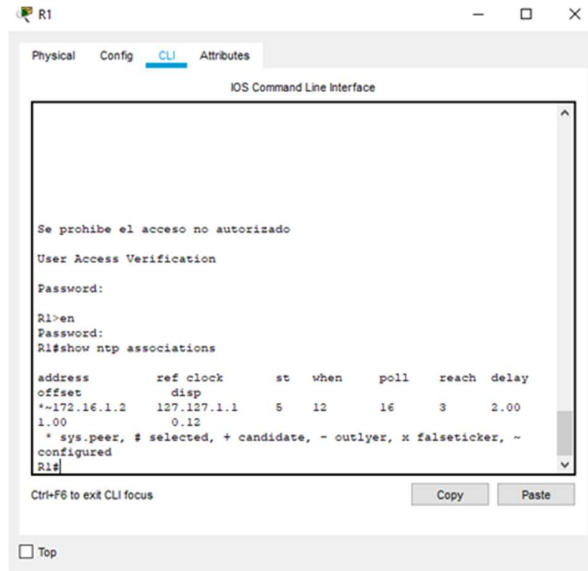 R1
Physical Config CLI Attributes
IOS Command Line Interface
Se prohibe el acceso no autorizado
User Access Verification
Password:
R1>en
Password:
R1#show ntp associations
address ref clock st when poll reach delay
offset disp
*~172.16.1.2 127.127.1.1 5 12 16 3 2.00
1.00 0.12
* sys.peer, # selected, + candidate, - outlyer, x falseticker, ~
configured
R1#
Ctrl+F6 to exit CLI focus
Copy Paste
Top